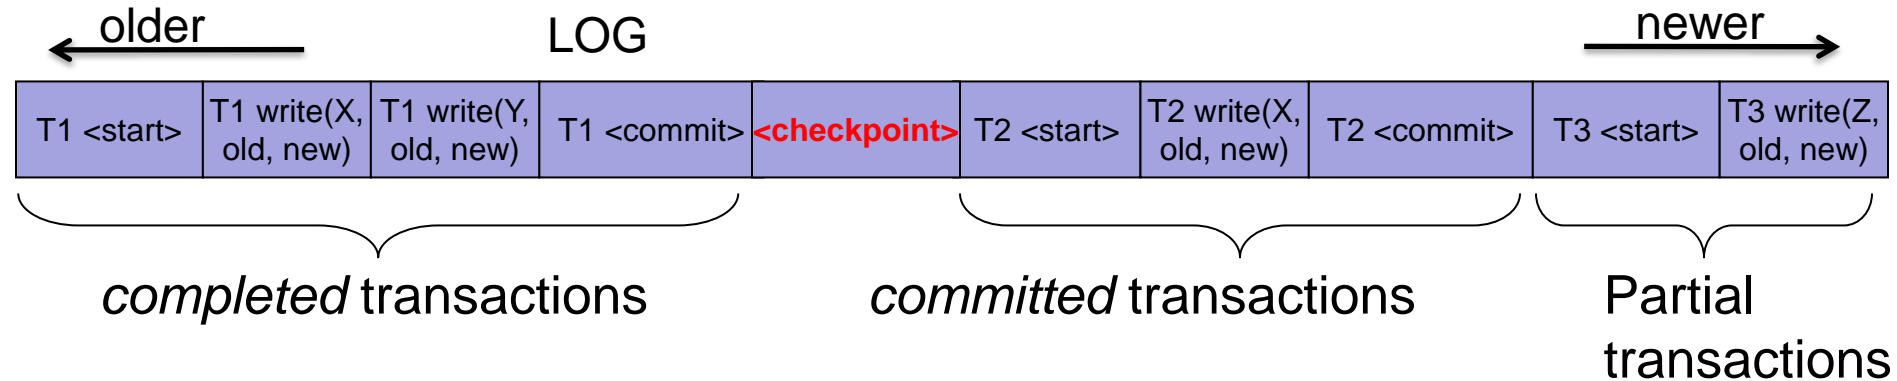 older
LOG
newer
T1 <start>
T1 write(X,
old, new)
T1 write(Y,
old, new)
T1 <commit>
<checkpoint>
T2 <start>
T2 write(X,
old, new)
T2 <commit>
T3 <start>
T3 write(Z,
old, new)
completed transactions
committed transactions
Partial
transactions